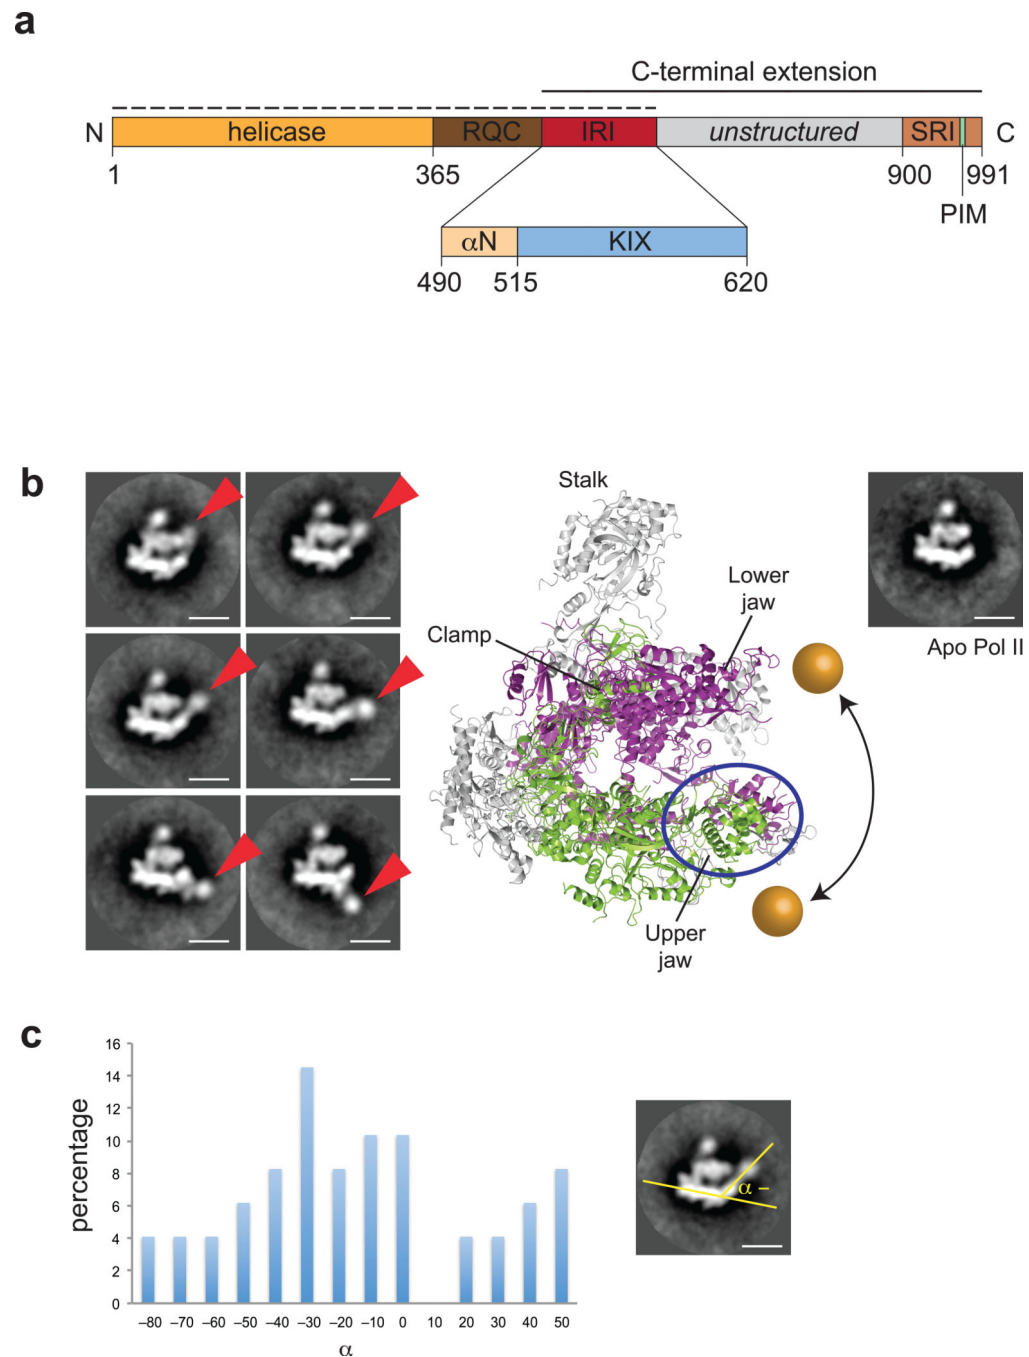 a
C-terminal extension
N helicase RQC IRI unstructured SRI C
1 365 900 991
PIM
αN KIX
490 515 620
b
Stalk
Lower
jaw
Clamp
Apo Pol II
Upper
jaw
c
percentage
16
14
12
10
8
6
4
2
0
–80 –70 –60 –50 –40 –30 –20 –10 0 10 20 30 40 50
α
α –